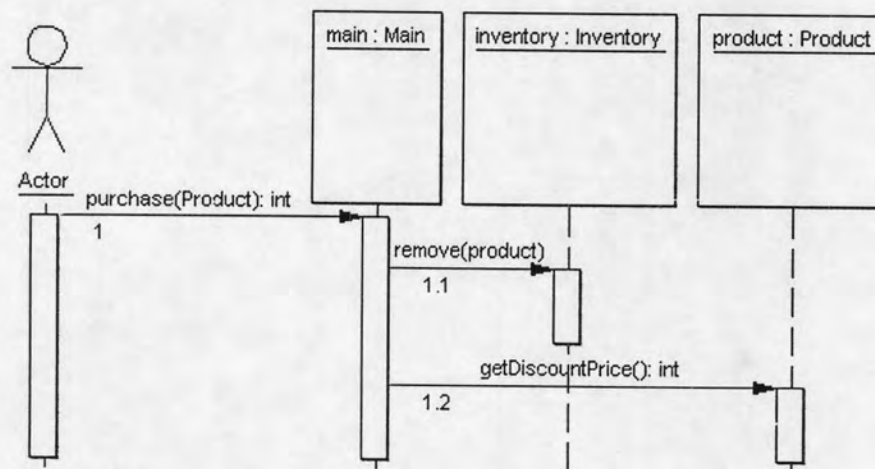 main : Main
inventory : Inventory
product : Product
Actor
purchase(Product): int
1
remove(product)
1.1
getDiscountPrice(): int
1.2